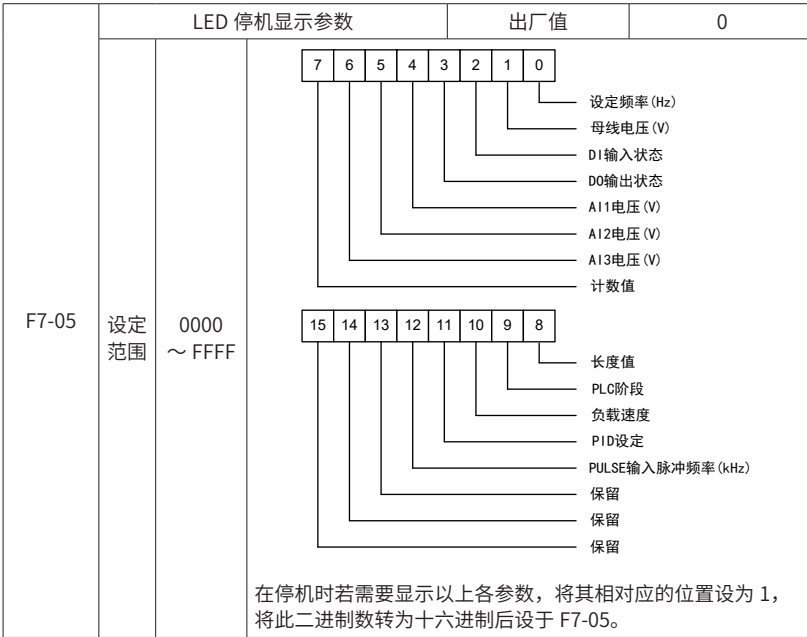 LED 停机显示参数 出厂值 0
7 6 5 4 3 2 1 0
设定频率(Hz)
母线电压(V)
DI输入状态
DO输出状态
AI1电压(V)
AI2电压(V)
AI3电压(V)
计数值
F7-05
设定
范围
0000
～ FFFF
15 14 13 12 11 10 9 8
长度值
PLC阶段
负载速度
PID设定
PULSE输入脉冲频率(kHz)
保留
保留
保留
在停机时若需要显示以上各参数，将其相对应的位置设为 1，
将此二进制数转为十六进制后设于 F7-05。